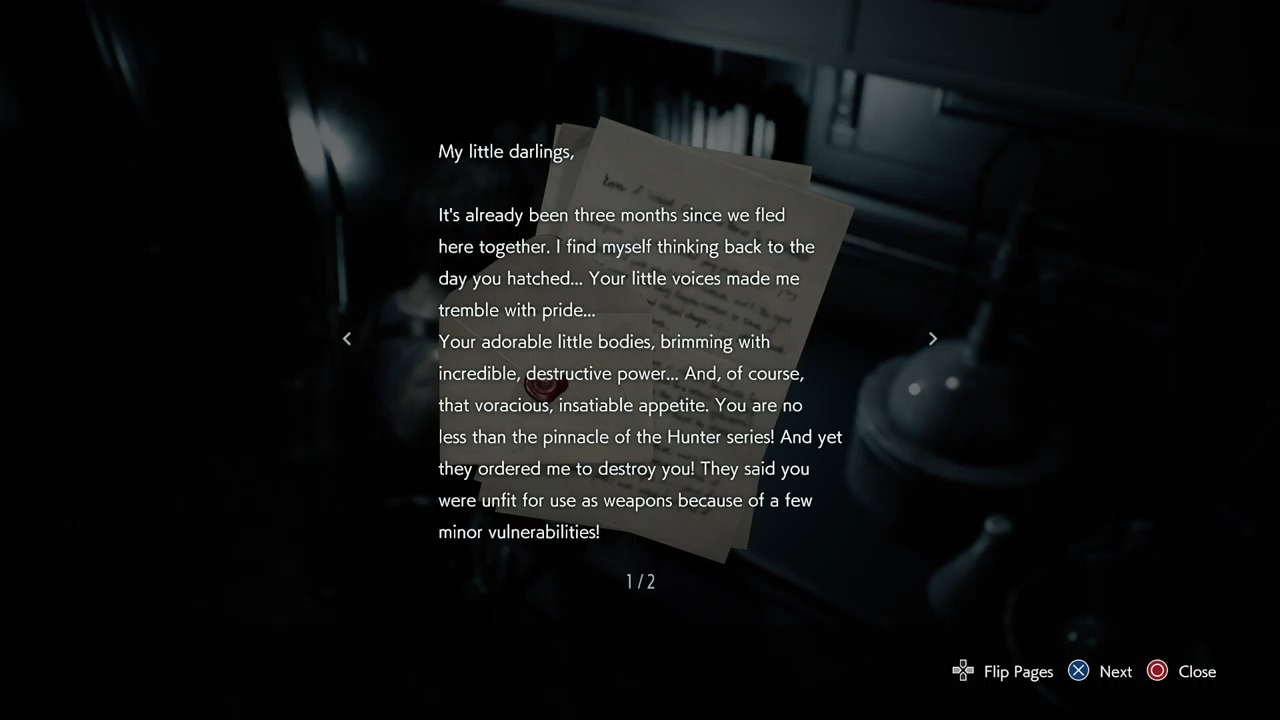 My little darlings,
It's already been three months since we fled
here together. I find myself thinking back to the
day you hatched... Your little voices made me
tremble with pride...
Your adorable little bodies, brimming with
incredible, destructive power... And, of course,
that voracious, insatiable appetite. You are no
less than the pinnacle of the Hunter series! And yet
they ordered me to destroy you! They said you
were unfit for use as weapons because of a few
minor vulnerabilities!
1/2
Flip Pages Next Close